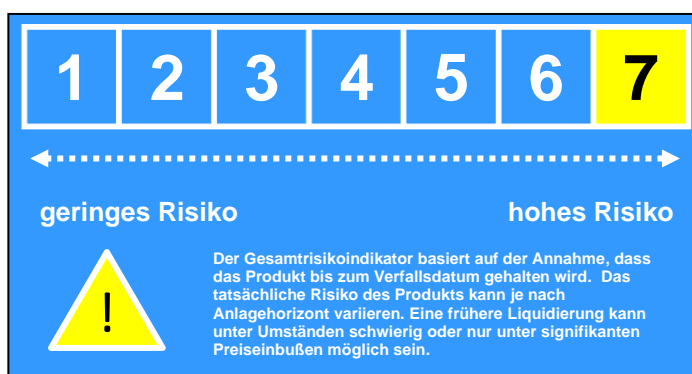 1 2 3 4 5 6 7
geringes Risiko hohes Risiko
!
Der Gesamtrisikoindikator basiert auf der Annahme, dass
das Produkt bis zum Verfallsdatum gehalten wird. Das
tatsächliche Risiko des Produkts kann je nach
Anlagehorizont variieren. Eine frühere Liquidierung kann
unter Umständen schwierig oder nur unter signifikanten
Preiseinbußen möglich sein.